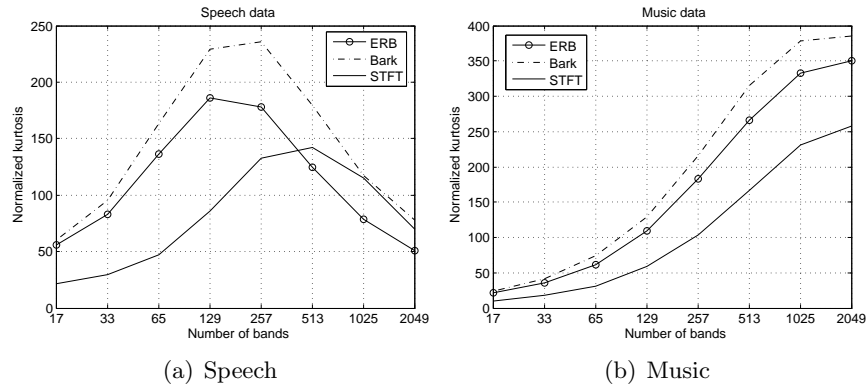 Speech data
250
200
150
100
50
0
Normalized kurtosis
ERB
Bark
STFT
17 33 65 129 257 513 1025 2049
Number of bands
(a) Speech
Music data
400
350
300
250
200
150
100
50
0
Normalized kurtosis
ERB
Bark
STFT
17 33 65 129 257 513 1025 2049
Number of bands
(b) Music